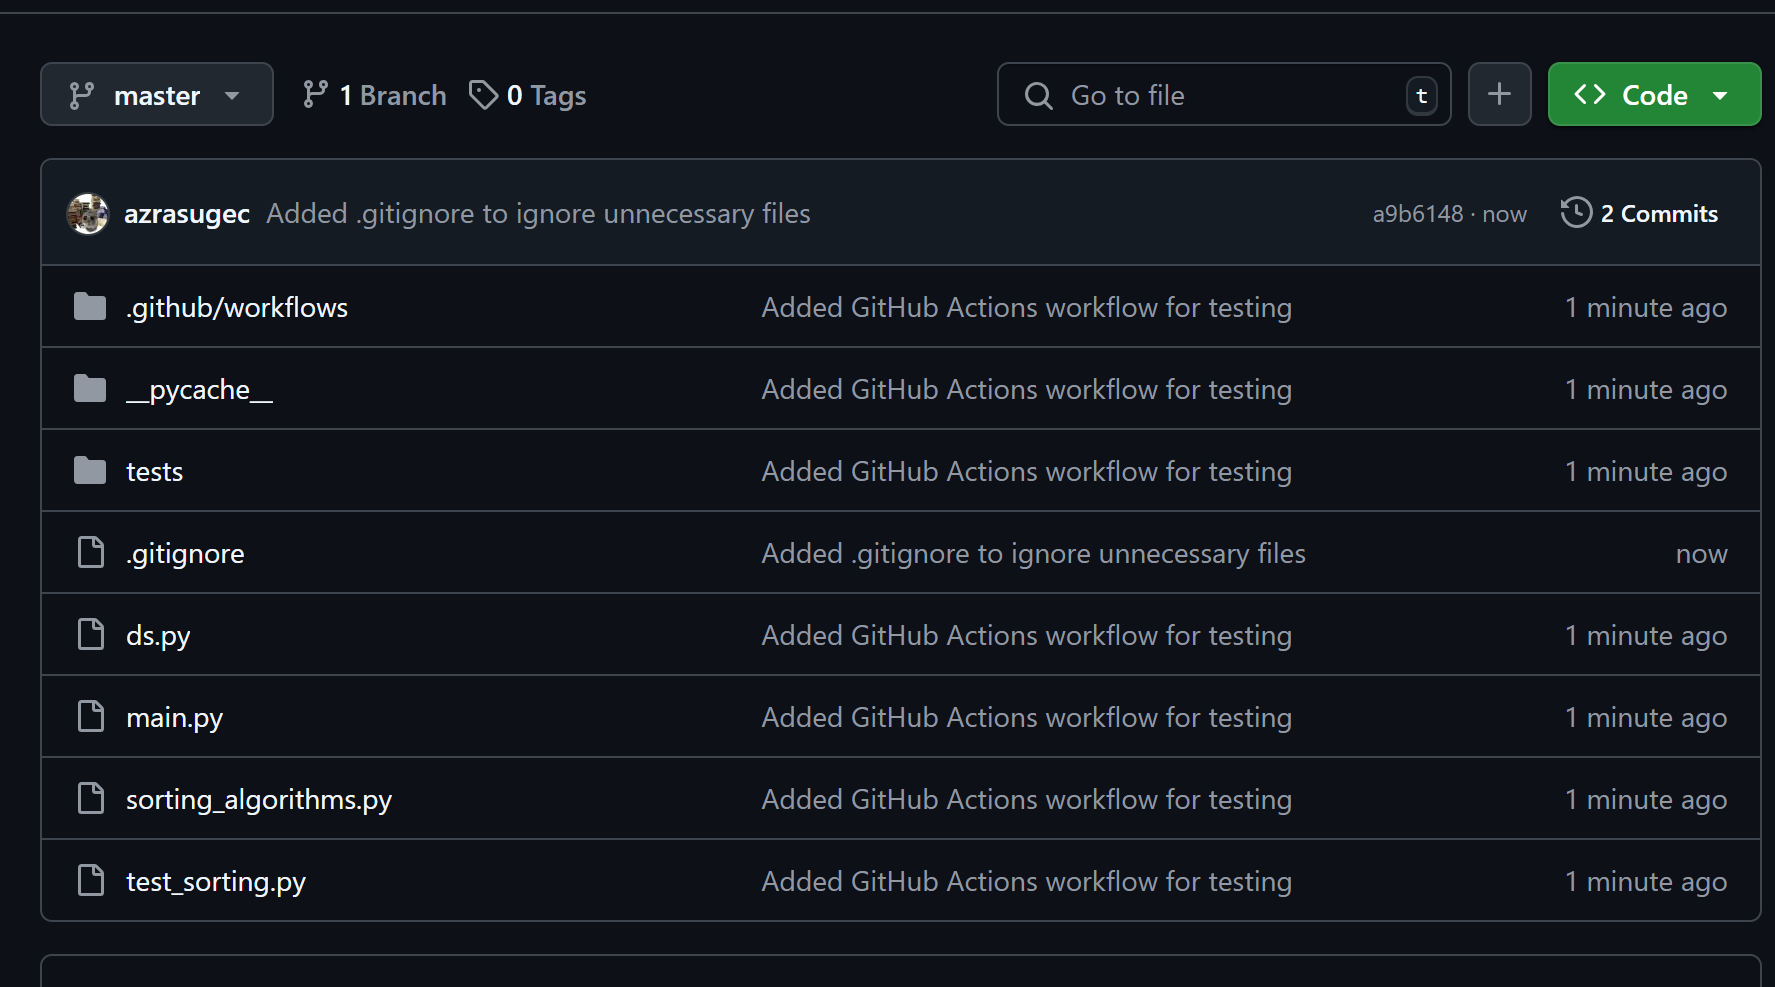 master 1 Branch 0 Tags Go to file t Code
azrasugec Added .gitignore to ignore unnecessary files a9b6148 · now 2 Commits
.github/workflows Added GitHub Actions workflow for testing 1 minute ago
__pycache__ Added GitHub Actions workflow for testing 1 minute ago
tests Added GitHub Actions workflow for testing 1 minute ago
.gitignore Added .gitignore to ignore unnecessary files now
ds.py Added GitHub Actions workflow for testing 1 minute ago
main.py Added GitHub Actions workflow for testing 1 minute ago
sorting_algorithms.py Added GitHub Actions workflow for testing 1 minute ago
test_sorting.py Added GitHub Actions workflow for testing 1 minute ago